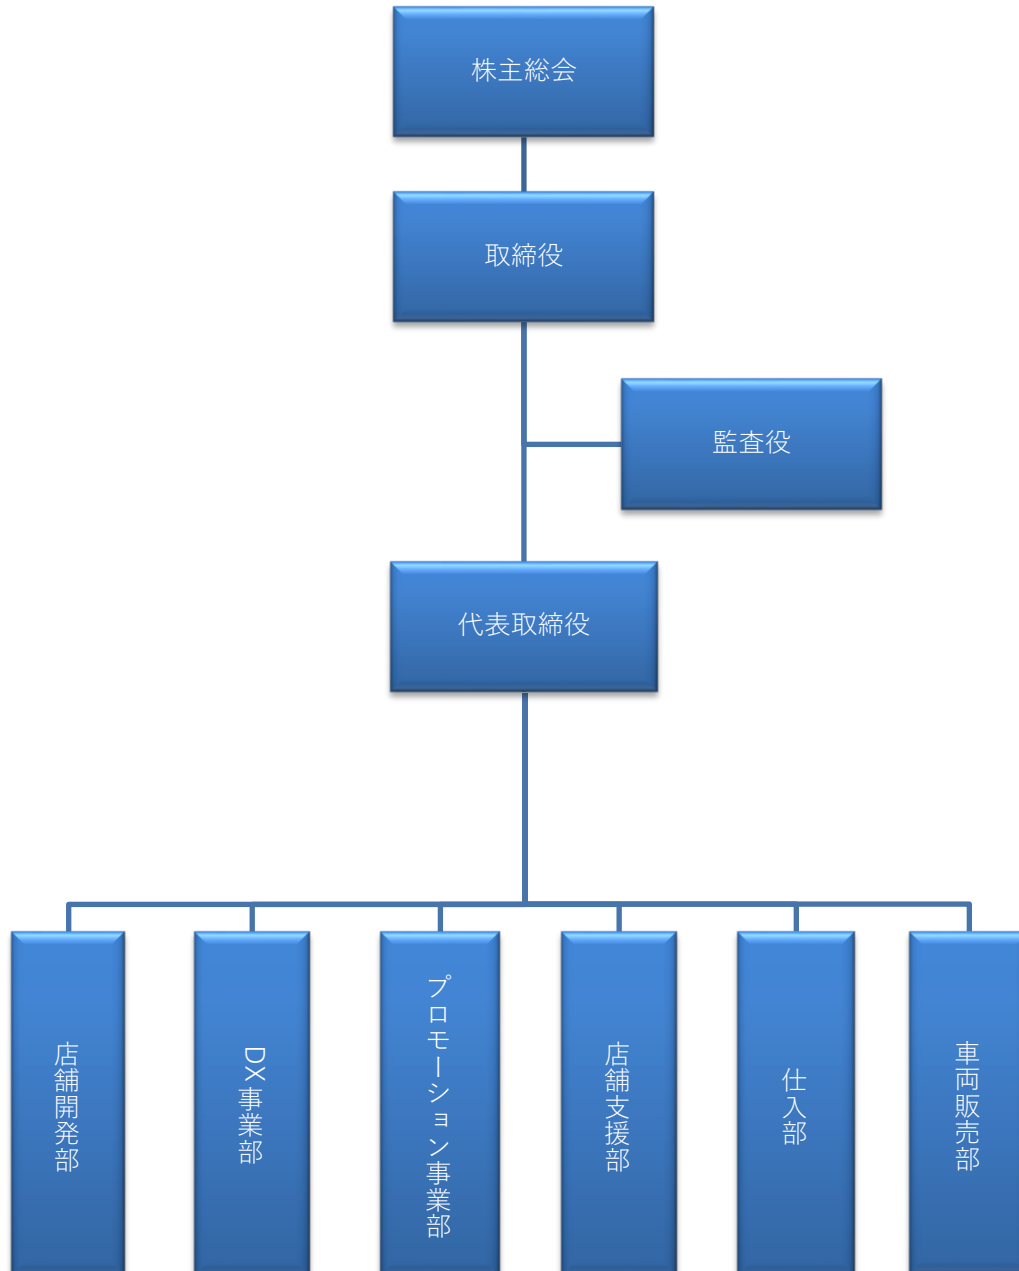 株主総会
取締役
監査役
代表取締役
店舗開発部
DX事業部
プロモーション事業部
店舗支援部
仕入部
車両販売部